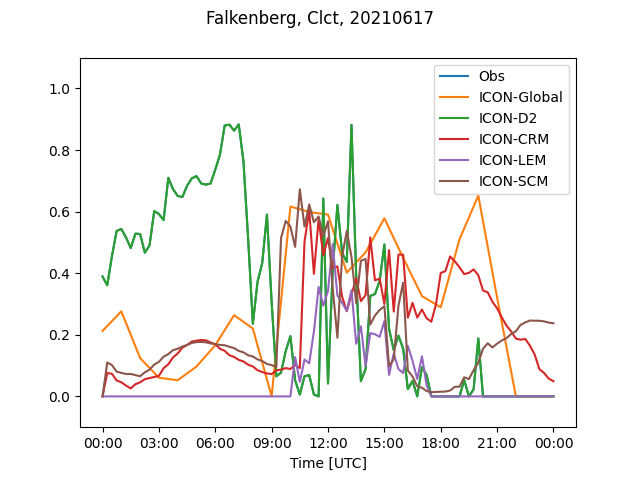 Falkenberg, Clct, 20210617
1.0
0.8
0.6
0.4
0.2
0.0
Obs
ICON-Global
ICON-D2
ICON-CRM
ICON-LEM
ICON-SCM
00:00 03:00 06:00 09:00 12:00 15:00 18:00 21:00 00:00
Time [UTC]